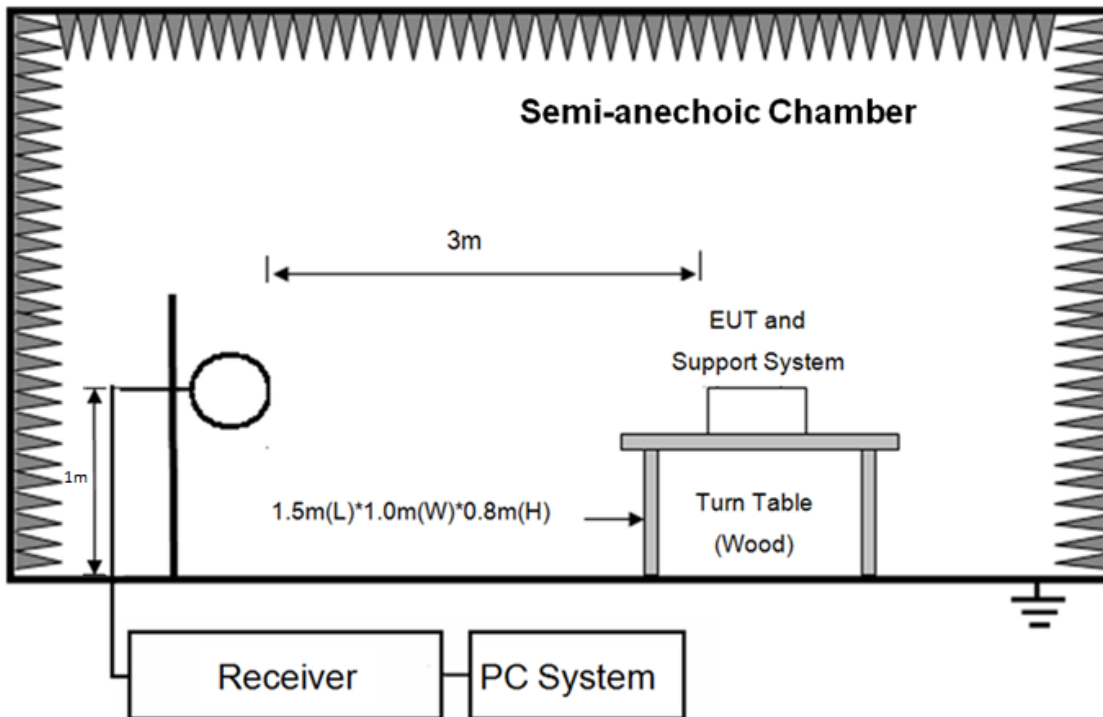 Semi-anechoic Chamber
3m
EUT and
Support System
1m
1.5m(L)*1.0m(W)*0.8m(H)
Turn Table
(Wood)
Receiver
PC System